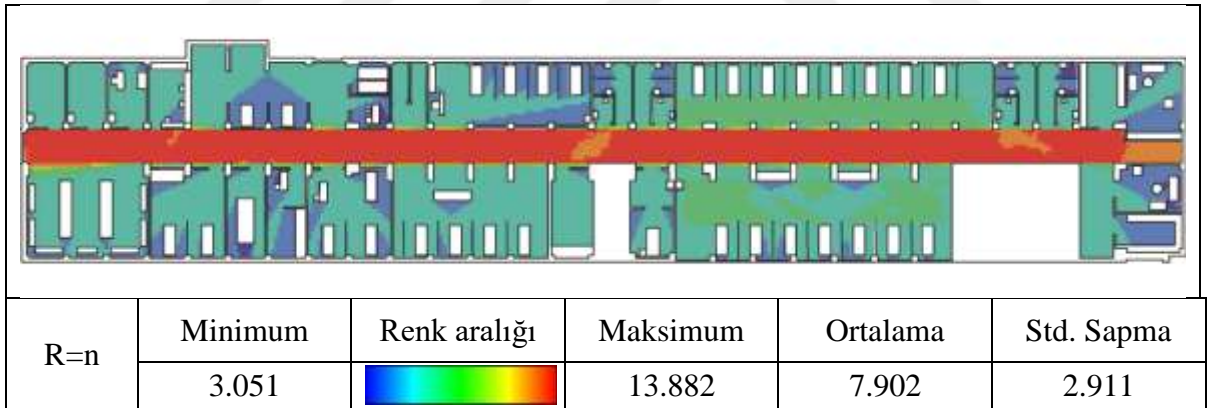 R=n
Minimum Renk aralığı Maksimum Ortalama Std. Sapma
3.051 13.882 7.902 2.911